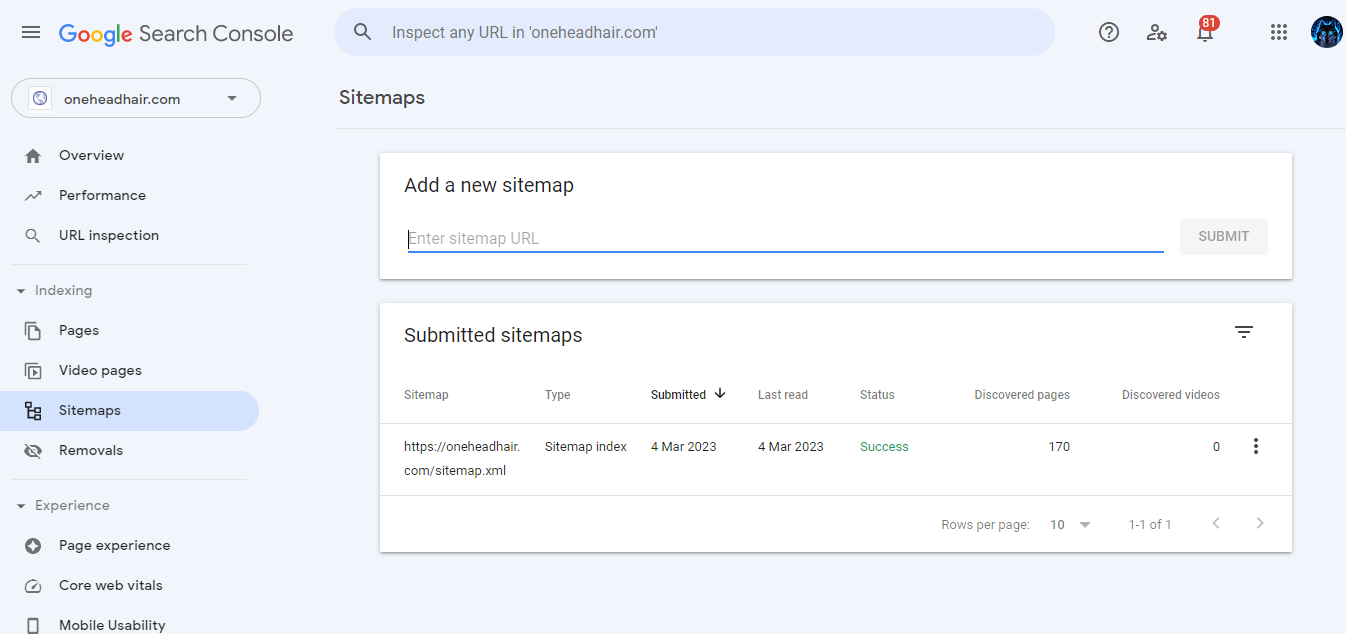 Google Search Console
Inspect any URL in 'oneheadhair.com'
81
oneheadhair.com
Sitemaps
Overview
Performance
URL inspection
Indexing
Pages
Video pages
Sitemaps
Removals
Experience
Page experience
Core web vitals
Mobile Usability
Add a new sitemap
Enter sitemap URL
SUBMIT
Submitted sitemaps
Sitemap Type Submitted Last read Status Discovered pages Discovered videos
https://oneheadhair. Sitemap index 4 Mar 2023 4 Mar 2023 Success 170 0
com/sitemap.xml
Rows per page: 10 1-1 of 1